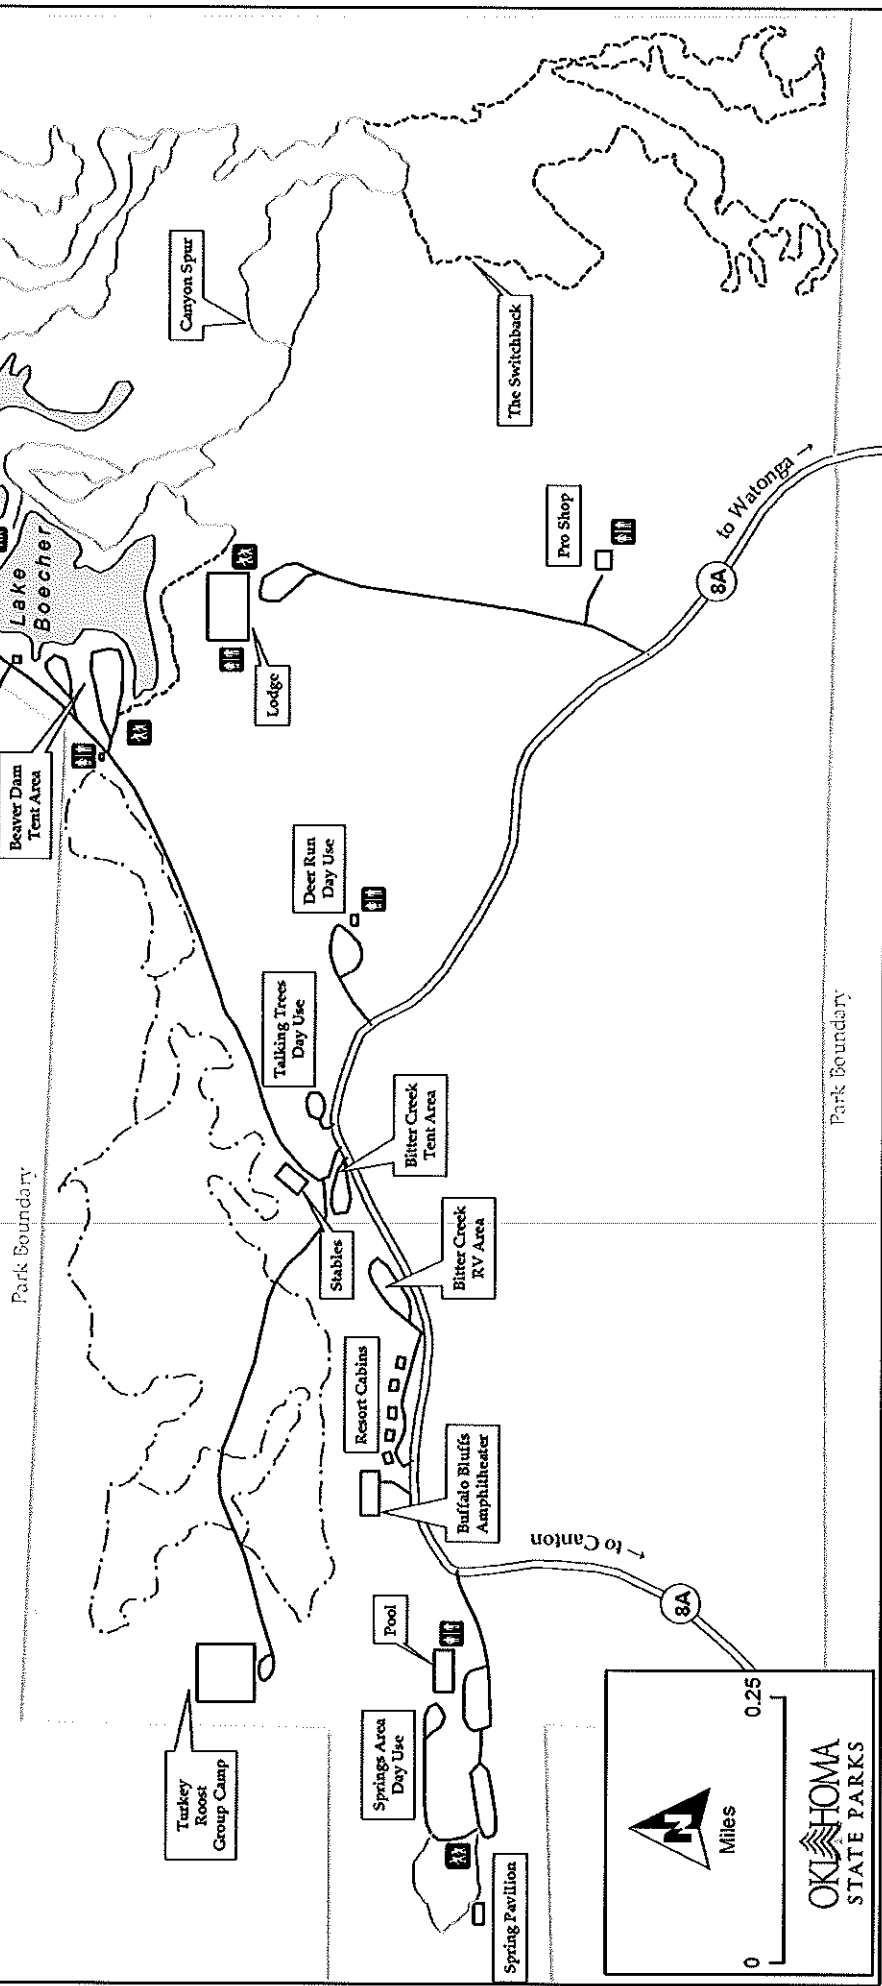 Park Boundary
Lake
Boecher
Beaver Dam
Tent Area
Canyon Spur
The Switchback
Lodge
Pro Shop
to Watonga →
8A
Deer Run
Day Use
Talking Trees
Day Use
Bitter Creek
Tent Area
Stables
Bitter Creek
RV Area
Resort Cabins
Buffalo Bluffs
Amphitheater
← to Canton
8A
Pool
Springs Area
Day Use
Turkey
Roost
Group Camp
Spring Pavilion
Park Boundary
N
Miles
0
0.25
OKLAHOMA
STATE PARKS